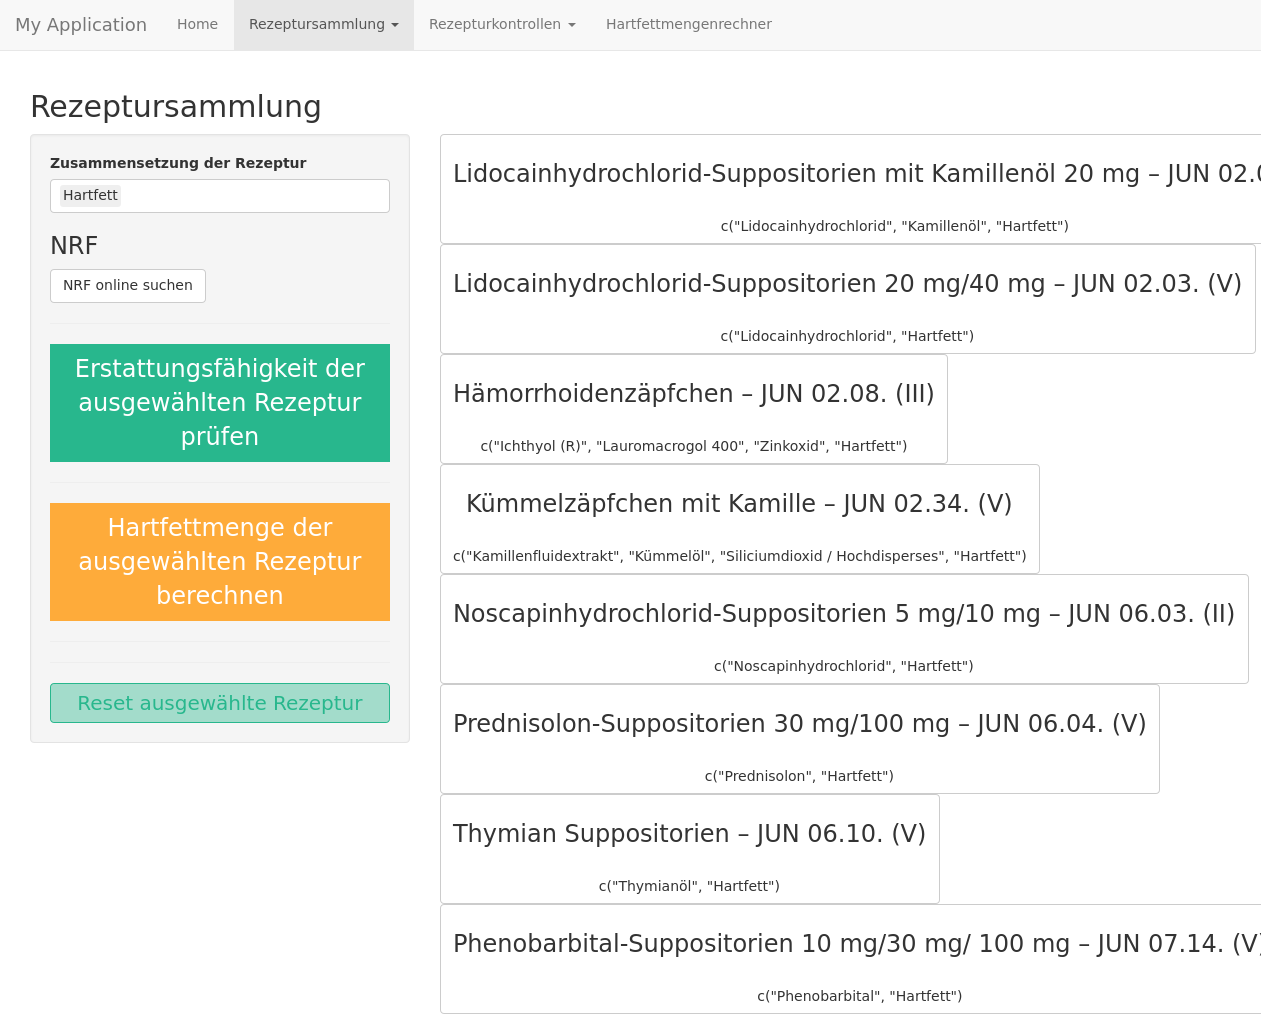 My Application Home Rezeptursammlung Rezepturkontrollen Hartfettmengenrechner
Rezeptursammlung
Zusammensetzung der Rezeptur
Hartfett
NRF
NRF online suchen
Erstattungsfähigkeit der
ausgewählten Rezeptur
prüfen
Hartfettmenge der
ausgewählten Rezeptur
berechnen
Reset ausgewählte Rezeptur
Lidocainhydrochlorid-Suppositorien mit Kamillenöl 20 mg – JUN 02.0
c("Lidocainhydrochlorid", "Kamillenöl", "Hartfett")
Lidocainhydrochlorid-Suppositorien 20 mg/40 mg – JUN 02.03. (V)
c("Lidocainhydrochlorid", "Hartfett")
Hämorrhoidenzäpfchen – JUN 02.08. (III)
c("Ichthyol (R)", "Lauromacrogol 400", "Zinkoxid", "Hartfett")
Kümmelzäpfchen mit Kamille – JUN 02.34. (V)
c("Kamillenfluidextrakt", "Kümmelöl", "Siliciumdioxid / Hochdisperses", "Hartfett")
Noscapinhydrochlorid-Suppositorien 5 mg/10 mg – JUN 06.03. (II)
c("Noscapinhydrochlorid", "Hartfett")
Prednisolon-Suppositorien 30 mg/100 mg – JUN 06.04. (V)
c("Prednisolon", "Hartfett")
Thymian Suppositorien – JUN 06.10. (V)
c("Thymianöl", "Hartfett")
Phenobarbital-Suppositorien 10 mg/30 mg/ 100 mg – JUN 07.14. (V)
c("Phenobarbital", "Hartfett")